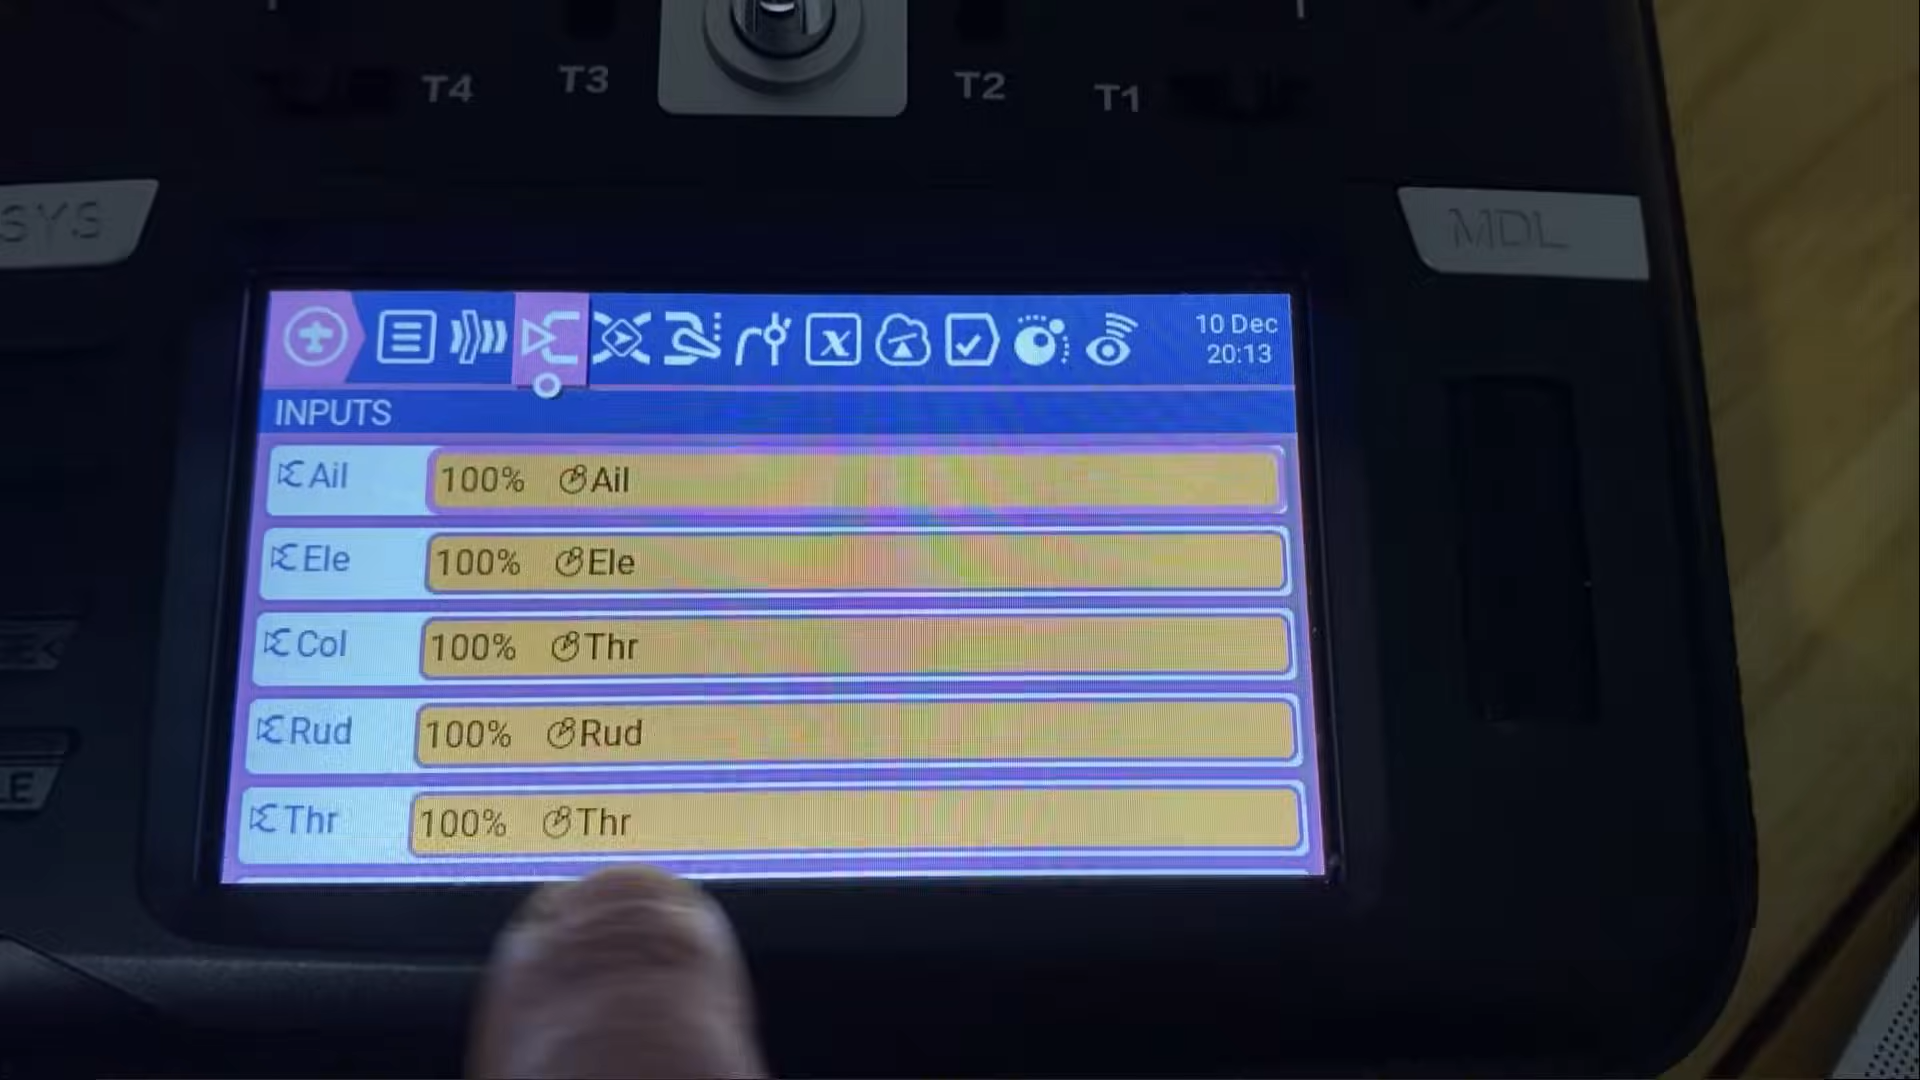 T4 T3 T2 T1
SYS MDL
10 Dec
20:13
INPUTS
Ail 100% Ail
Ele 100% Ele
Col 100% Thr
Rud 100% Rud
Thr 100% Thr